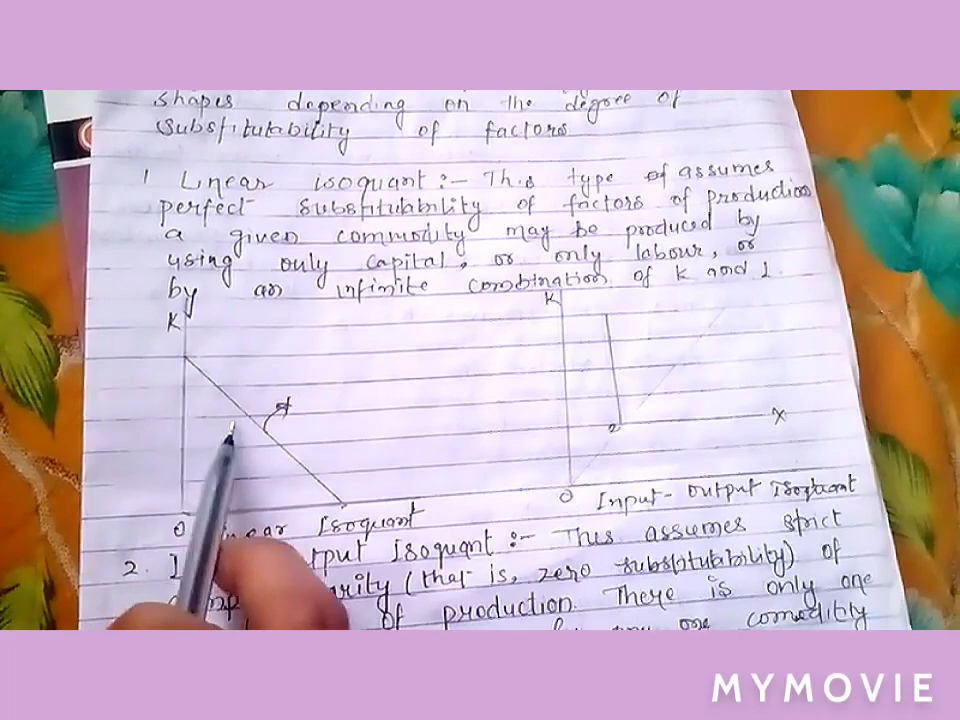 shapes depending on the degree of
substitutability of factors
1 Linear isoquant :- This type of assumes
perfect substitutability of factors of production
a given commodity may be produced by
using only capital, or only labour, or
by an infinite combination of K and L.
K
K
X
O
O
Input-output Isoquant
Isoquant
2. Isoquant :- This assumes strict
(that is, zero substitutability) of
of production. There is only one
any one comodity
MYMOVIE